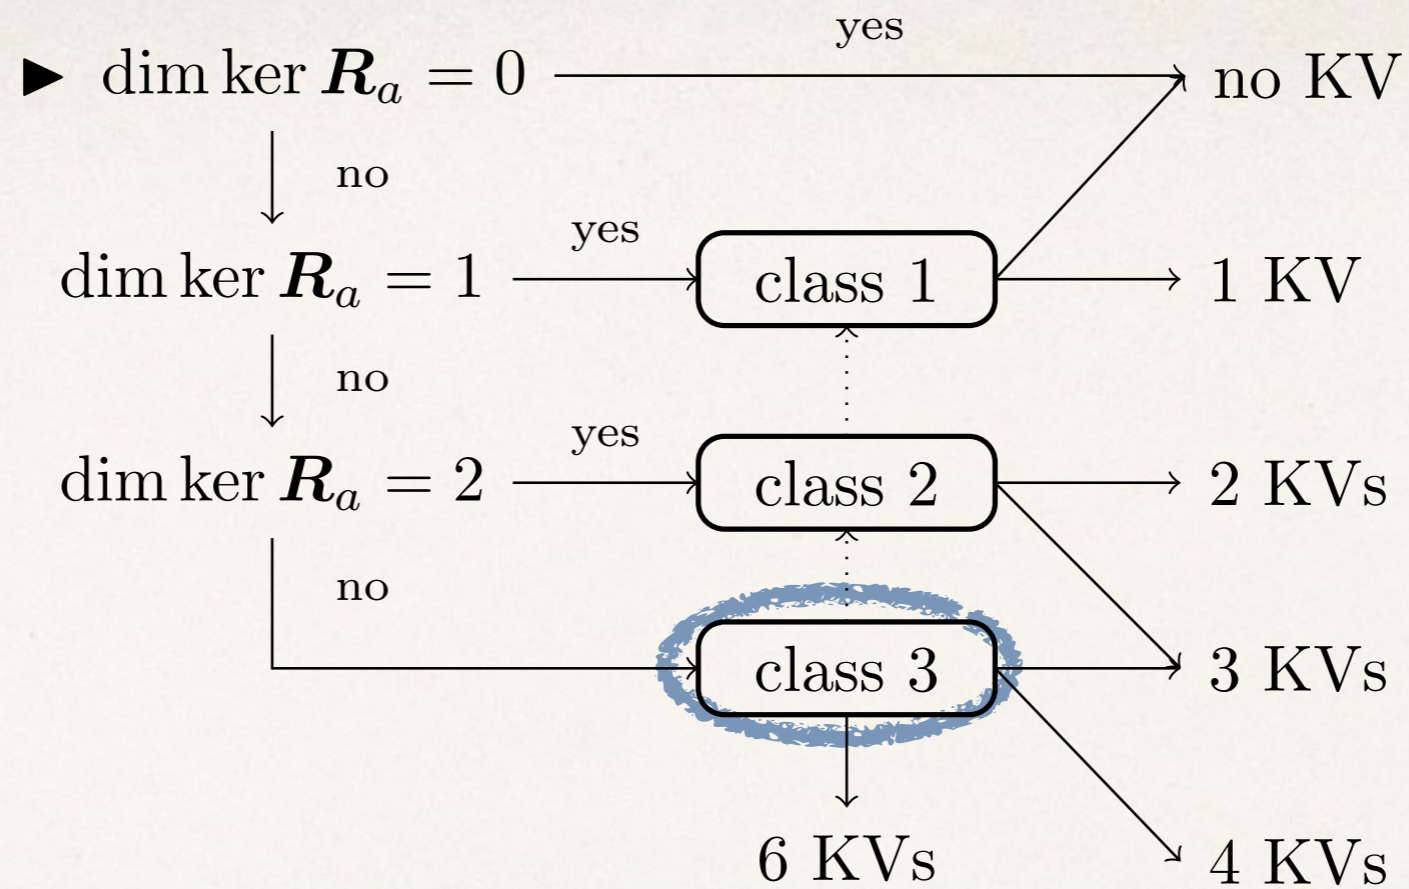 yes
▶ dim ker R_a = 0 no KV
no
yes
dim ker R_a = 1 class 1 1 KV
no
yes
dim ker R_a = 2 class 2 2 KVs
no
class 3 3 KVs
6 KVs 4 KVs